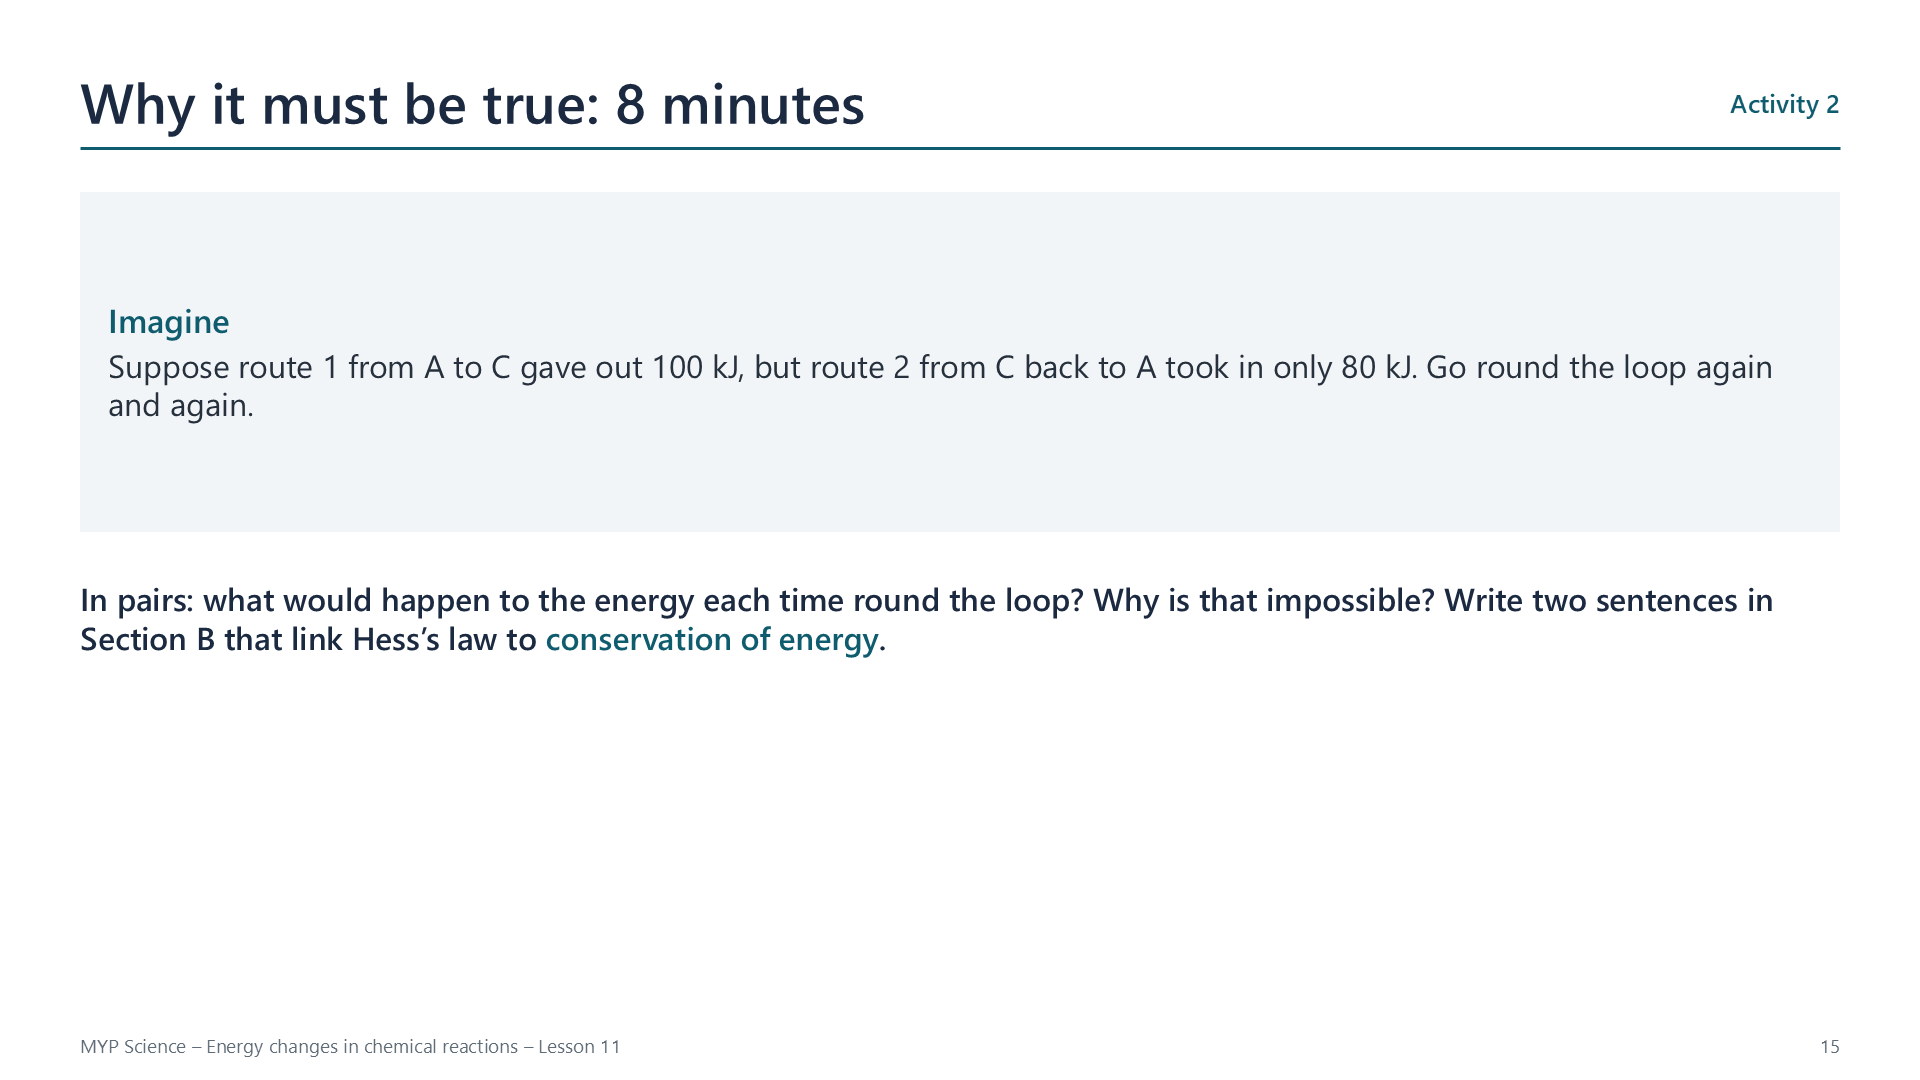 Why it must be true: 8 minutes
Activity 2
Imagine
Suppose route 1 from A to C gave out 100 kJ, but route 2 from C back to A took in only 80 kJ. Go round the loop again
and again.
In pairs: what would happen to the energy each time round the loop? Why is that impossible? Write two sentences in
Section B that link Hess’s law to conservation of energy.
MYP Science – Energy changes in chemical reactions – Lesson 11
15